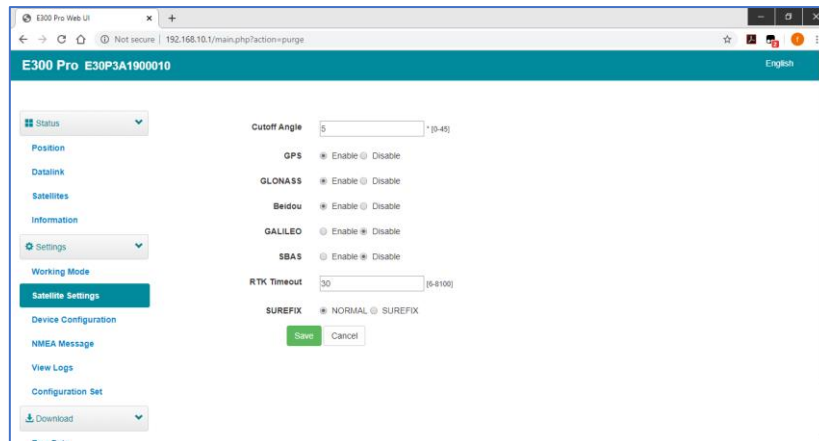 E300 Pro Web UI
Not secure | 192.168.10.1/main.php?action=purge
E300 Pro E30P3A1900010
English
Status
Position
Datalink
Satellites
Information
Settings
Working Mode
Satellite Settings
Device Configuration
NMEA Message
View Logs
Configuration Set
Download
Cutoff Angle 5 * [0-45]
GPS Enable Disable
GLONASS Enable Disable
Beidou Enable Disable
GALILEO Enable Disable
SBAS Enable Disable
RTK Timeout 30 [6-8100]
SUREFIX NORMAL SUREFIX
Save Cancel